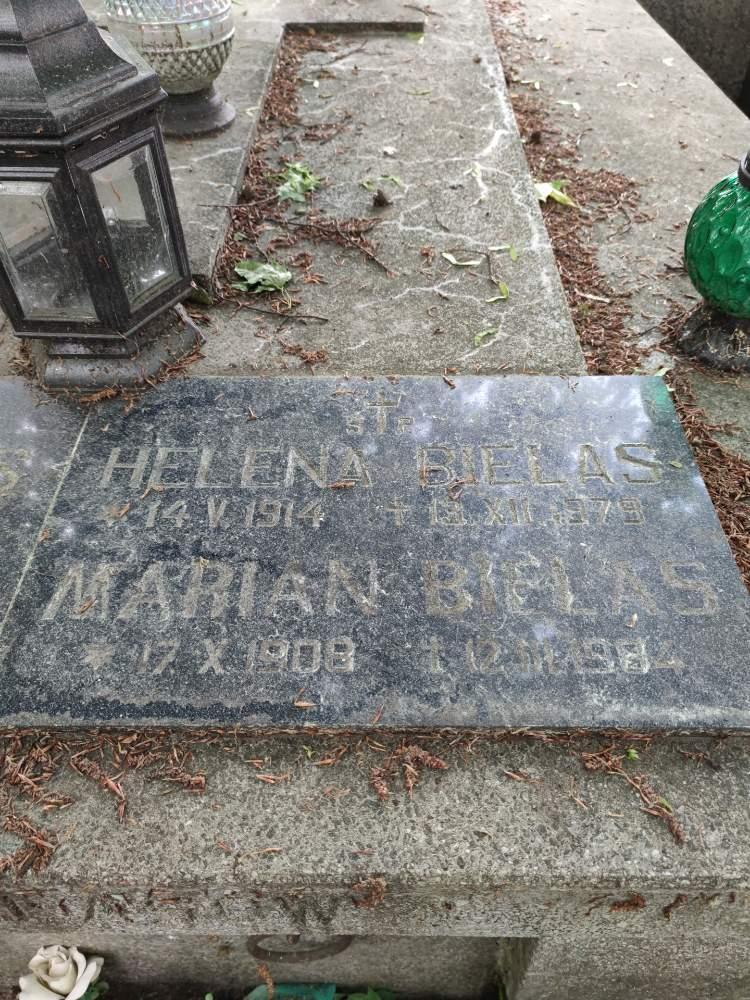 S†P
HELENA BIELAS
* 14 V 1914 † 13 XII 1979
MARIAN BIELAS
* 17 X 1908 † 12 III 1984